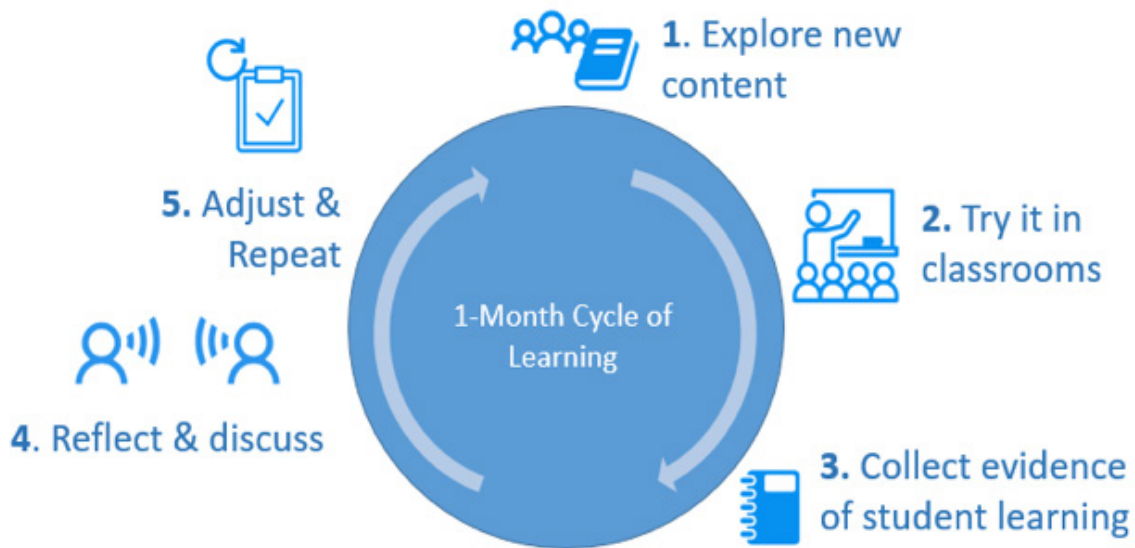 1. Explore new
content
2. Try it in
classrooms
3. Collect evidence
of student learning
4. Reflect & discuss
5. Adjust &
Repeat
1-Month Cycle of
Learning